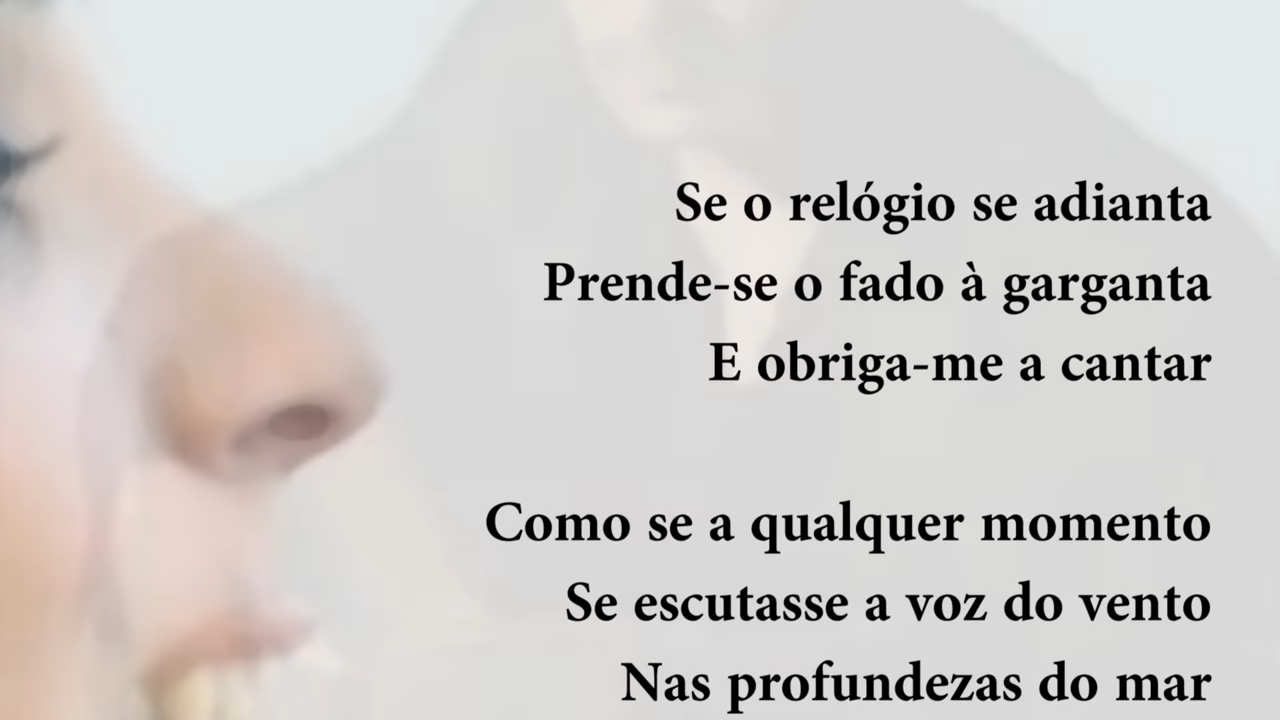 Se o relógio se adianta
Prende-se o fado à garganta
E obriga-me a cantar
Como se a qualquer momento
Se escutasse a voz do vento
Nas profundezas do mar